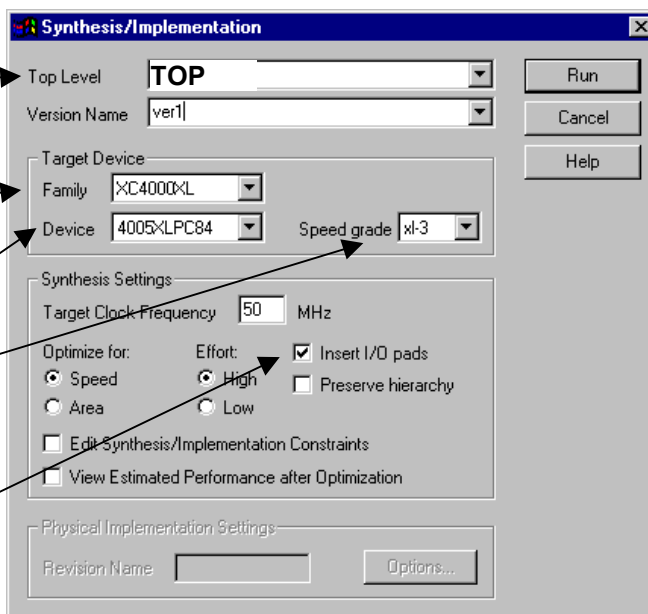 Synthesis/Implementation
Top Level TOP
Version Name ver1
Run
Cancel
Help
Target Device
Family XC4000XL
Device 4005XLPC84 Speed grade xl-3
Synthesis Settings
Target Clock Frequency 50 MHz
Optimize for: Effort: Insert I/O pads
Speed High Preserve hierarchy
Area Low
Edit Synthesis/Implementation Constraints
View Estimated Performance after Optimization
Physical Implementation Settings
Revision Name Options...